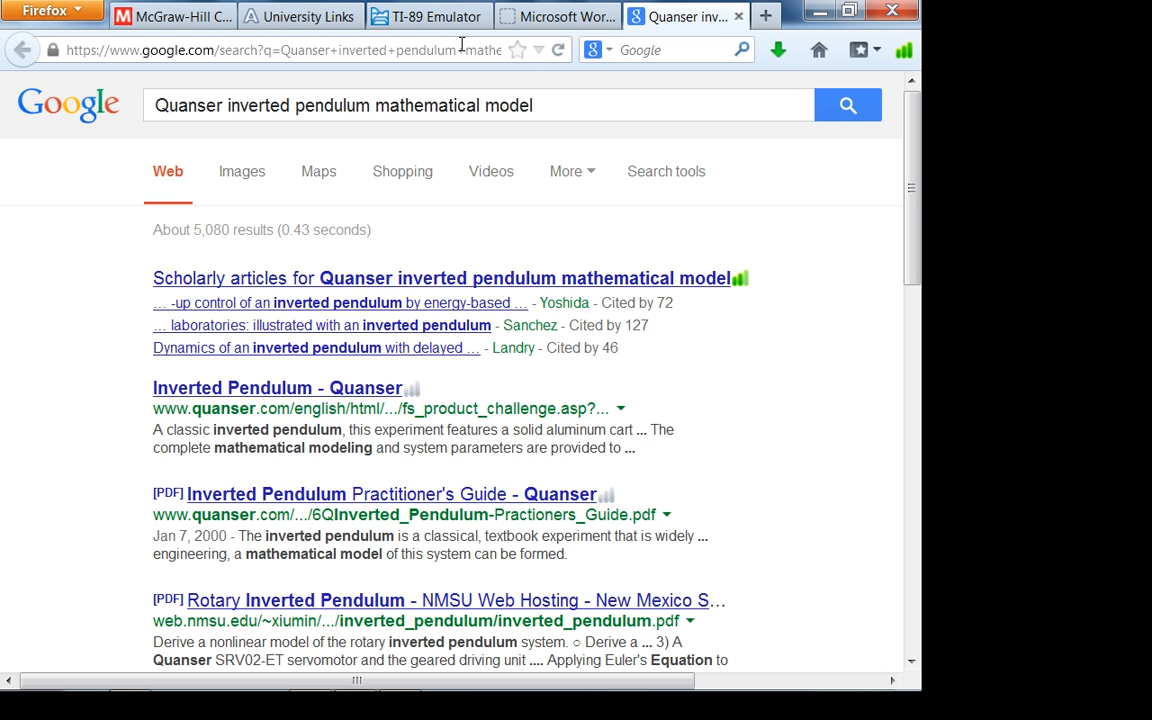 Firefox
McGraw-Hill C...
University Links
TI-89 Emulator
Microsoft Wor...
Quanser inv...
https://www.google.com/search?q=Quanser+inverted+pendulum+mathe
Google
Google
Quanser inverted pendulum mathematical model
Web Images Maps Shopping Videos More Search tools
About 5,080 results (0.43 seconds)
Scholarly articles for Quanser inverted pendulum mathematical model
... -up control of an inverted pendulum by energy-based ... - Yoshida - Cited by 72
... laboratories: illustrated with an inverted pendulum - Sanchez - Cited by 127
Dynamics of an inverted pendulum with delayed ... - Landry - Cited by 46
Inverted Pendulum - Quanser
www.quanser.com/english/html/.../fs_product_challenge.asp?...
A classic inverted pendulum, this experiment features a solid aluminum cart ... The
complete mathematical modeling and system parameters are provided to ...
[PDF] Inverted Pendulum Practitioner's Guide - Quanser
www.quanser.com/.../6QInverted_Pendulum-Practioners_Guide.pdf
Jan 7, 2000 - The inverted pendulum is a classical, textbook experiment that is widely ...
engineering, a mathematical model of this system can be formed.
[PDF] Rotary Inverted Pendulum - NMSU Web Hosting - New Mexico S...
web.nmsu.edu/~xiumin/.../inverted_pendulum/inverted_pendulum.pdf
Derive a nonlinear model of the rotary inverted pendulum system. ○ Derive a ... 3) A
Quanser SRV02-ET servomotor and the geared driving unit .... Applying Euler's Equation to